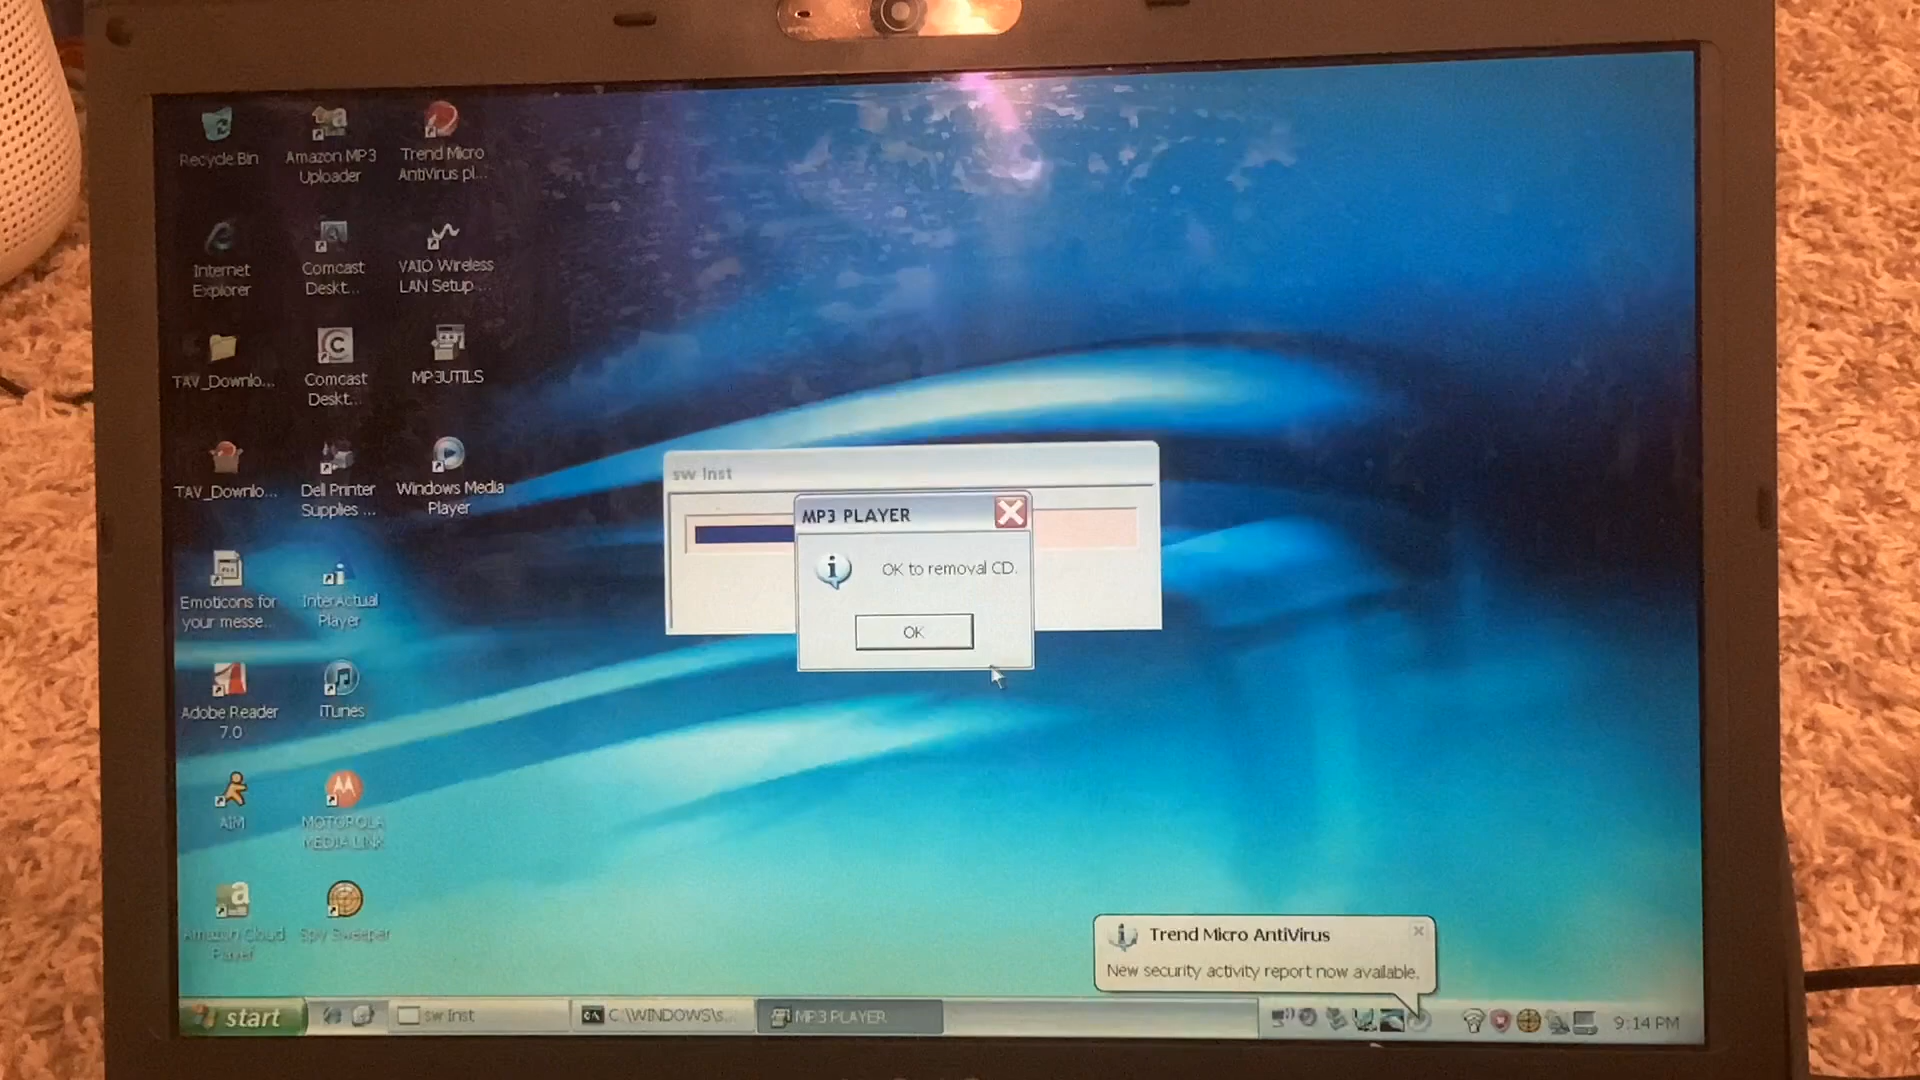 Recycle Bin
Amazon MP3
Uploader
Trend Micro
AntiVirus pl...
Internet
Explorer
Comcast
Deskt...
VAIO Wireless
LAN Setup ...
TAV_Downlo...
Comcast
Deskt...
MP3UTILS
TAV_Downlo...
Dell Printer
Supplies ...
Windows Media
Player
Emoticons for
your messe...
InterActual
Player
Adobe Reader
7.0
iTunes
AIM
MOTOROLA
MEDIA LINK
Amazon Cloud
Player
Spy Sweeper
sw Inst
MP3 PLAYER
OK to removal CD.
OK
Trend Micro AntiVirus
New security activity report now available.
start
sw Inst
C:\WINDOWS\s...
MP3 PLAYER
9:14 PM